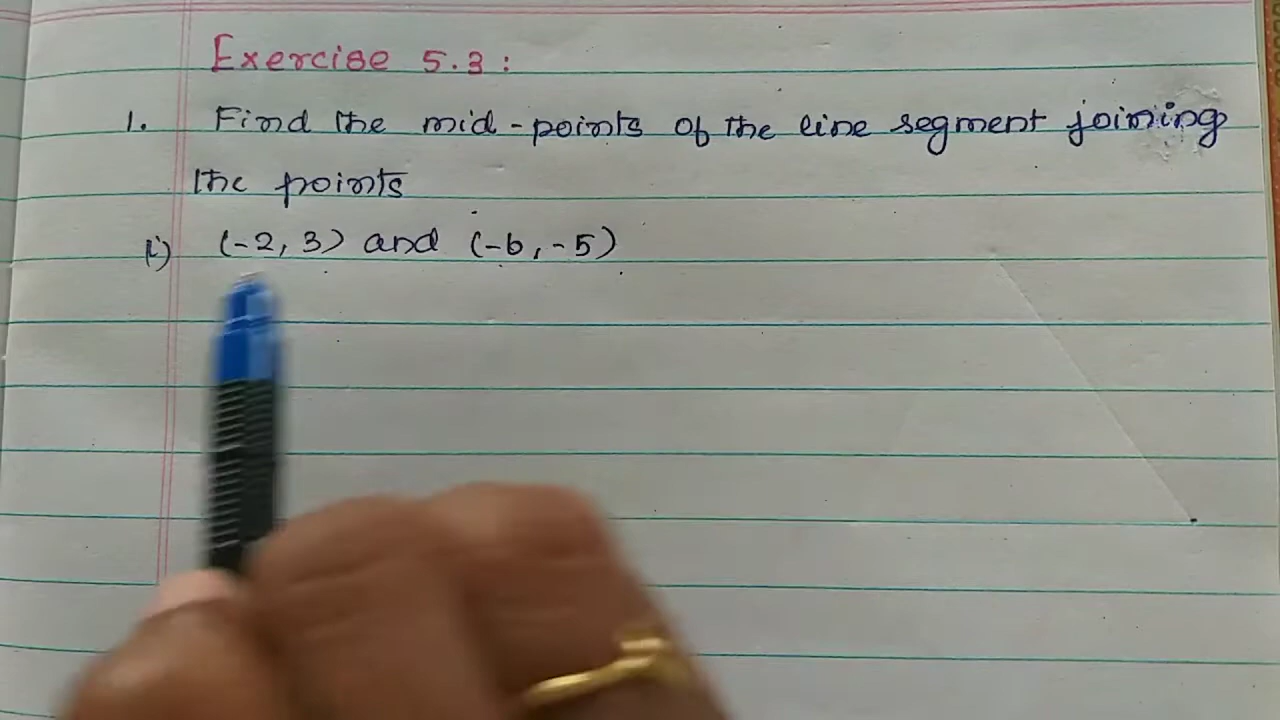 Exercise 5.3:
1. Find the mid-points of the line segment joining
the points
(i) (-2, 3) and (-6, -5)